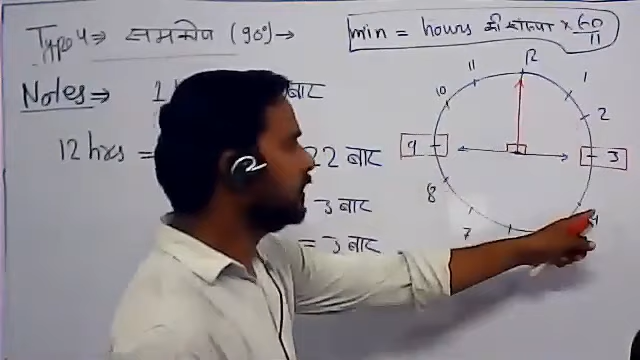 Type 4 ⇒ समकोण (90°) →
min = hours की संख्या × 60/11
Notes ⇒ 1 बार
12 hrs = 22 बार
3 बार
= 3 बार
12
11 1
10 2
9 3
8 4
7